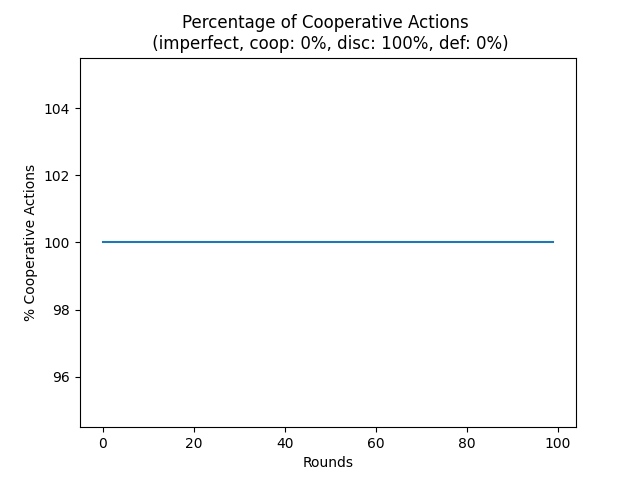 Percentage of Cooperative Actions
(imperfect, coop: 0%, disc: 100%, def: 0%)
104
102
100
98
96
% Cooperative Actions
0 20 40 60 80 100
Rounds